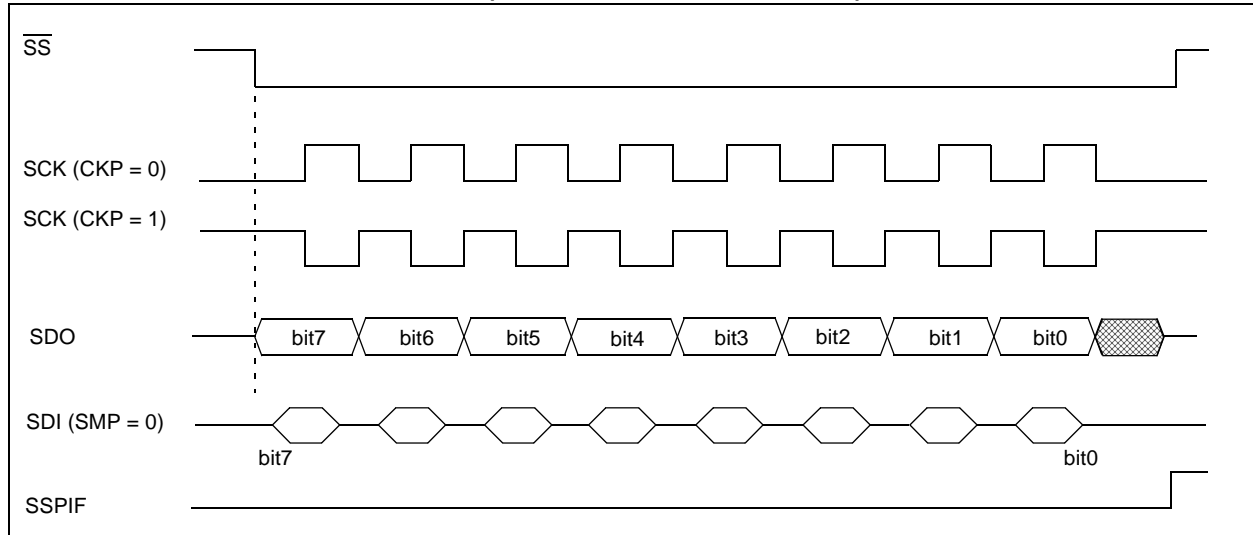 SS
SCK (CKP = 0)
SCK (CKP = 1)
SDO
bit7 bit6 bit5 bit4 bit3 bit2 bit1 bit0
SDI (SMP = 0)
bit7 bit0
SSPIF